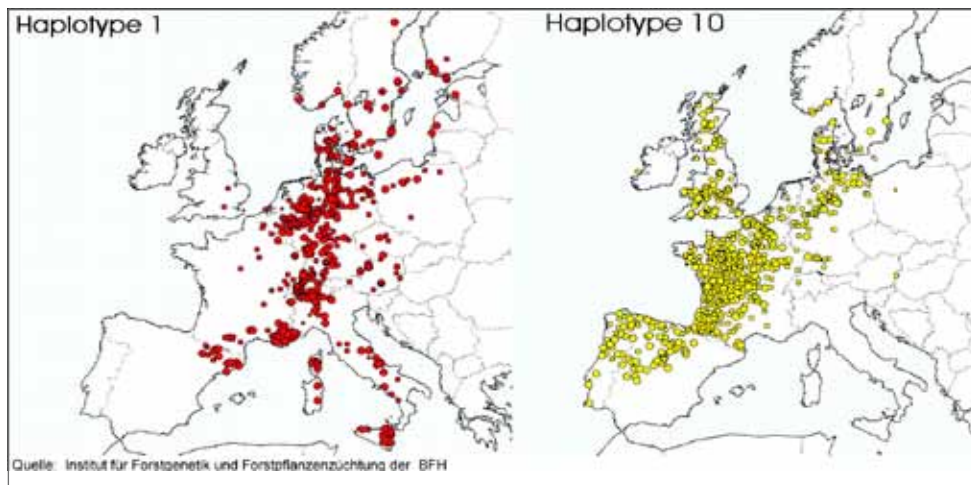 Haplotype 1
Haplotype 10
Quelle: Institut für Forstgenetik und Forstpflanzenzüchtung der BFH